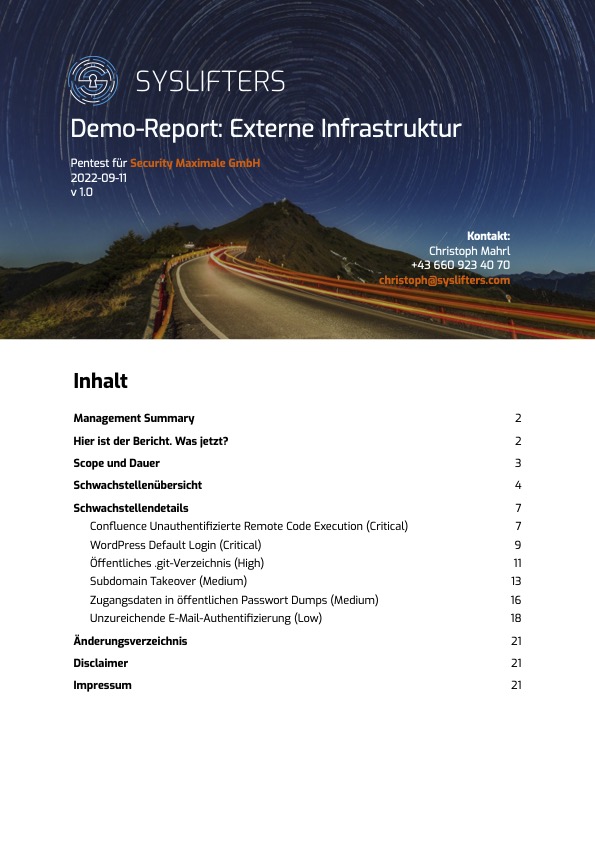 SYSLIFTERS
Demo-Report: Externe Infrastruktur
Pentest für Security Maximale GmbH
2022-09-11
v 1.0
Kontakt:
Christoph Mahrl
+43 660 923 40 70
christoph@syslifters.com
Inhalt
Management Summary 2
Hier ist der Bericht. Was jetzt? 2
Scope und Dauer 3
Schwachstellenübersicht 4
Schwachstellendetails 7
Confluence Unauthentifizierte Remote Code Execution (Critical) 7
WordPress Default Login (Critical) 9
Öffentliches .git-Verzeichnis (High) 11
Subdomain Takeover (Medium) 13
Zugangsdaten in öffentlichen Passwort Dumps (Medium) 16
Unzureichende E-Mail-Authentifizierung (Low) 18
Änderungsverzeichnis 21
Disclaimer 21
Impressum 21